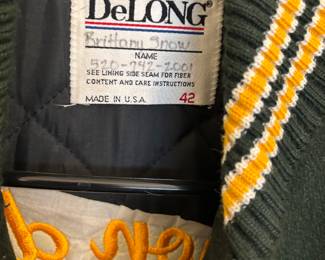 DeLONG®
Brittany Snow
NAME
520-742-2001
SEE LINING SIDE SEAM FOR FIBER
CONTENT AND CARE INSTRUCTIONS
MADE IN U.S.A. 42